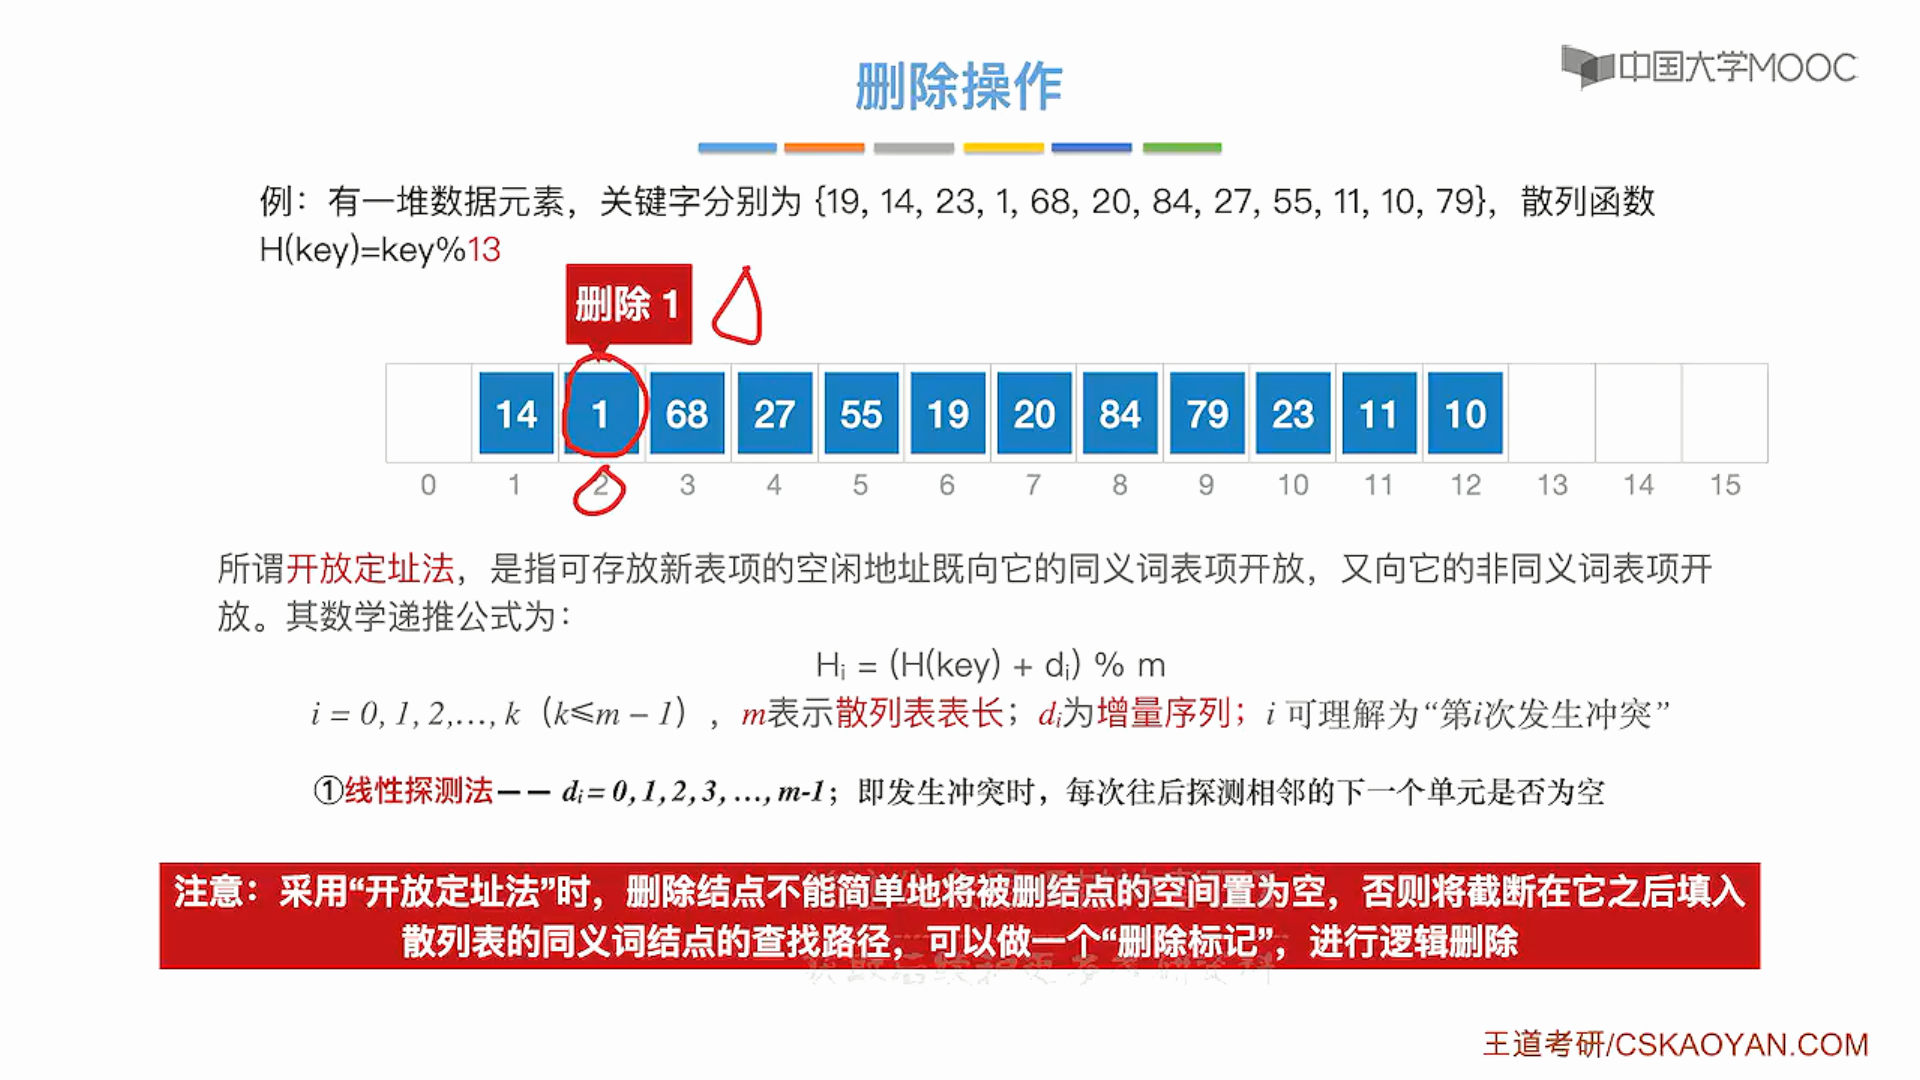 中国大学MOOC
删除操作
例：有一堆数据元素，关键字分别为 {19, 14, 23, 1, 68, 20, 84, 27, 55, 11, 10, 79}，散列函数
H(key)=key%13
删除 1
14 1 68 27 55 19 20 84 79 23 11 10
0 1 2 3 4 5 6 7 8 9 10 11 12 13 14 15
所谓开放定址法，是指可存放新表项的空闲地址既向它的同义词表项开放，又向它的非同义词表项开
放。其数学递推公式为：
Hᵢ = (H(key) + dᵢ) % m
i = 0, 1, 2,…, k（k≤m – 1），m表示散列表表长；dᵢ为增量序列；i 可理解为“第i次发生冲突”
①线性探测法—— dᵢ = 0, 1, 2, 3, …, m-1；即发生冲突时，每次往后探测相邻的下一个单元是否为空
注意：采用“开放定址法”时，删除结点不能简单地将被删结点的空间置为空，否则将截断在它之后填入
散列表的同义词结点的查找路径，可以做一个“删除标记”，进行逻辑删除
王道考研/CSKAOYAN.COM